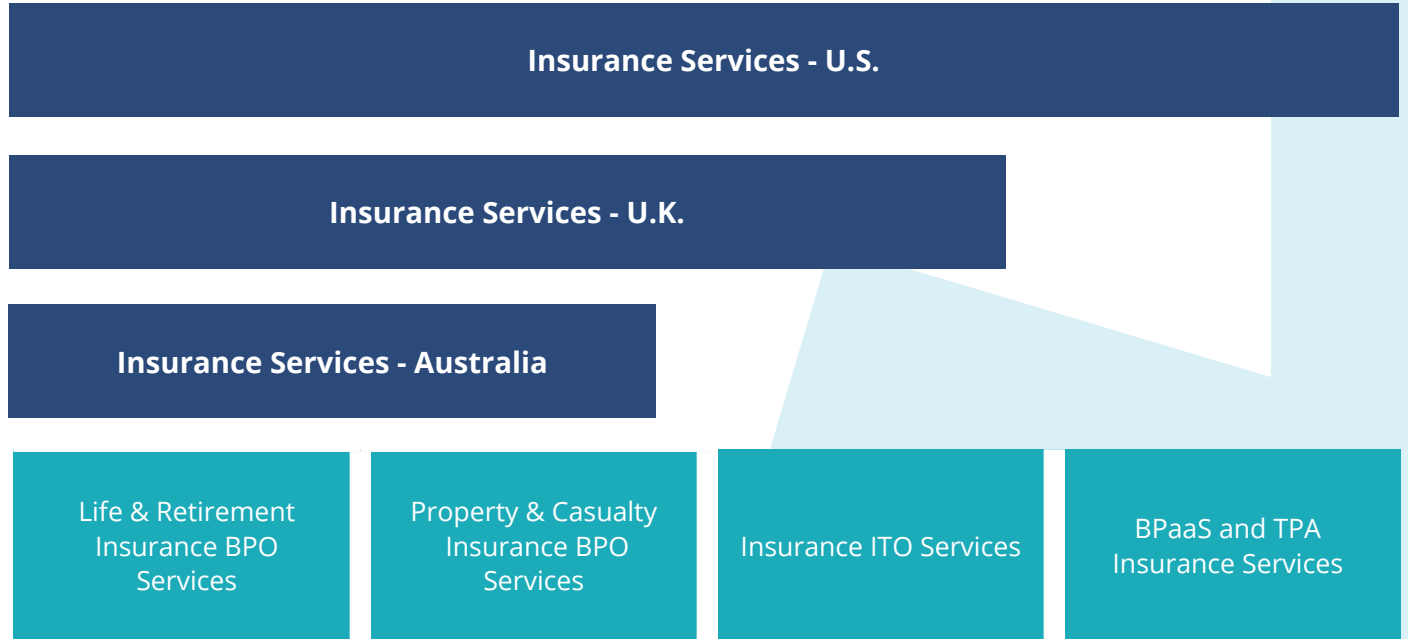 Insurance Services - U.S.
Insurance Services - U.K.
Insurance Services - Australia
Life & Retirement
Insurance BPO
Services
Property & Casualty
Insurance BPO
Services
Insurance ITO Services
BPaaS and TPA
Insurance Services